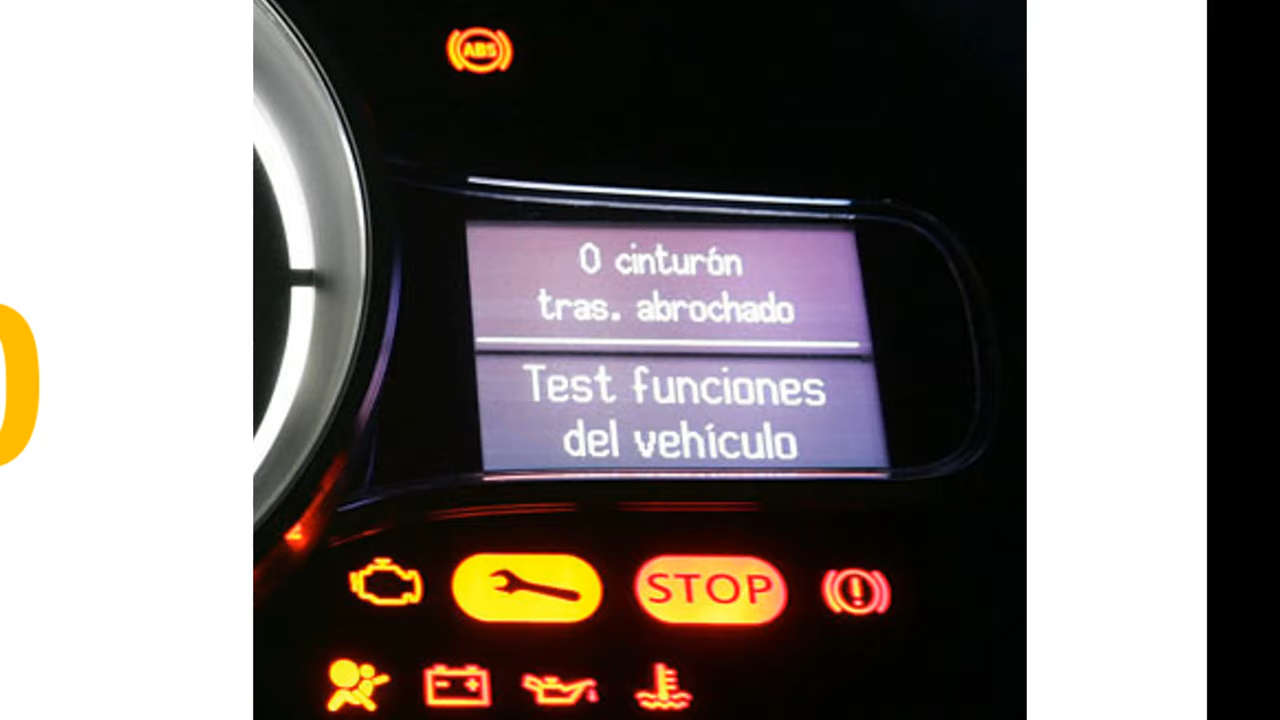 ABS
0 cinturón
tras. abrochado
Test funciones
del vehículo
STOP